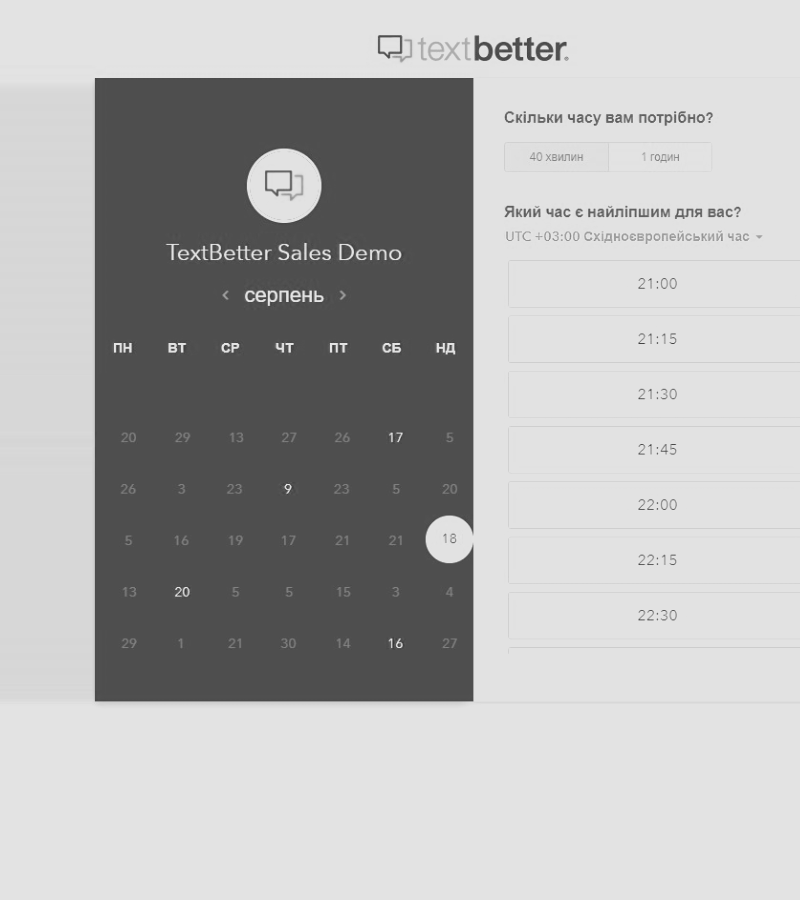 textbetter.
TextBetter Sales Demo
серпень
ПН ВТ СР ЧТ ПТ СБ НД
20 29 13 27 26 17 5
26 3 23 9 23 5 20
5 16 19 17 21 21 18
13 20 5 5 15 3 4
29 1 21 30 14 16 27
Скільки часу вам потрібно?
40 хвилин 1 годин
Який час є найліпшим для вас?
UTC +03:00 Східноєвропейський час
21:00
21:15
21:30
21:45
22:00
22:15
22:30